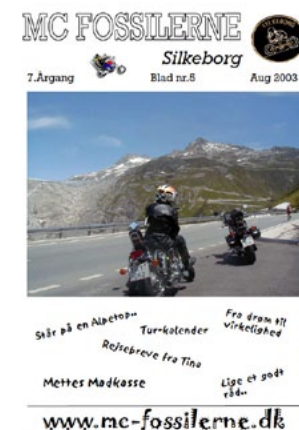 MC FOSSILERNE
Silkeborg
7.Årgang Blad nr.5 Aug 2003
Står på en Alpetop..
Tur-kalender
Fra drøm til
virkelighed
Rejsebreve fra Tina
Mettes Madkasse
Lige et godt
råd..
www.mc-fossilerne.dk